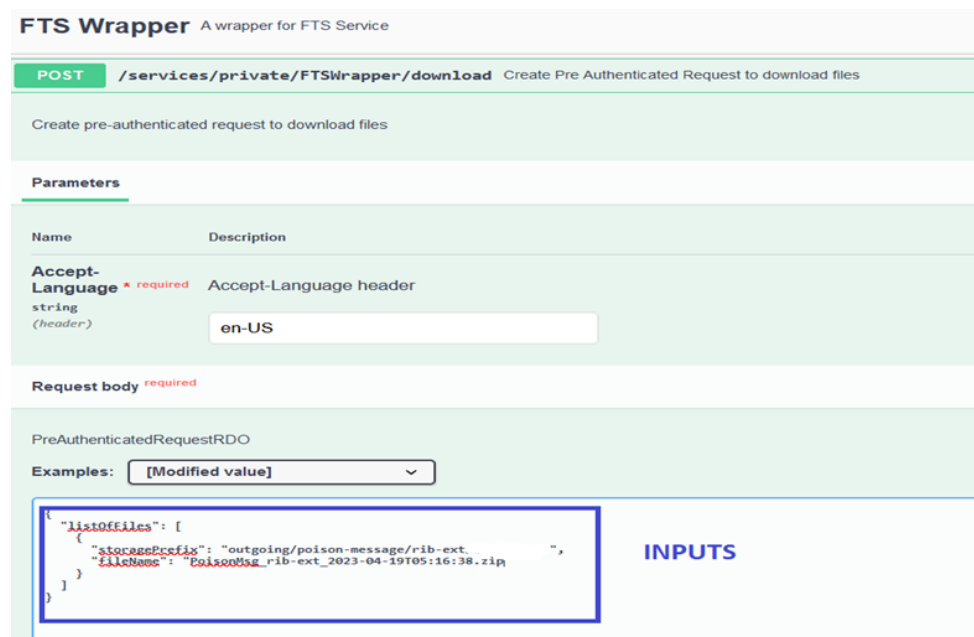 FTS Wrapper A wrapper for FTS Service
POST /services/private/FTSWrapper/download Create Pre Authenticated Request to download files
Create pre-authenticated request to download files
Parameters
Name Description
Accept-
Language * required Accept-Language header
string
(header)
en-US
Request body required
PreAuthenticatedRequestRDO
Examples: [Modified value]
{
"listOfFiles": [
{
"storagePrefix": "outgoing/poison-message/rib-ext_ ",
"fileName": "PoisonMsg_rib-ext_2023-04-19T05:16:38.zip
}
]
}
INPUTS